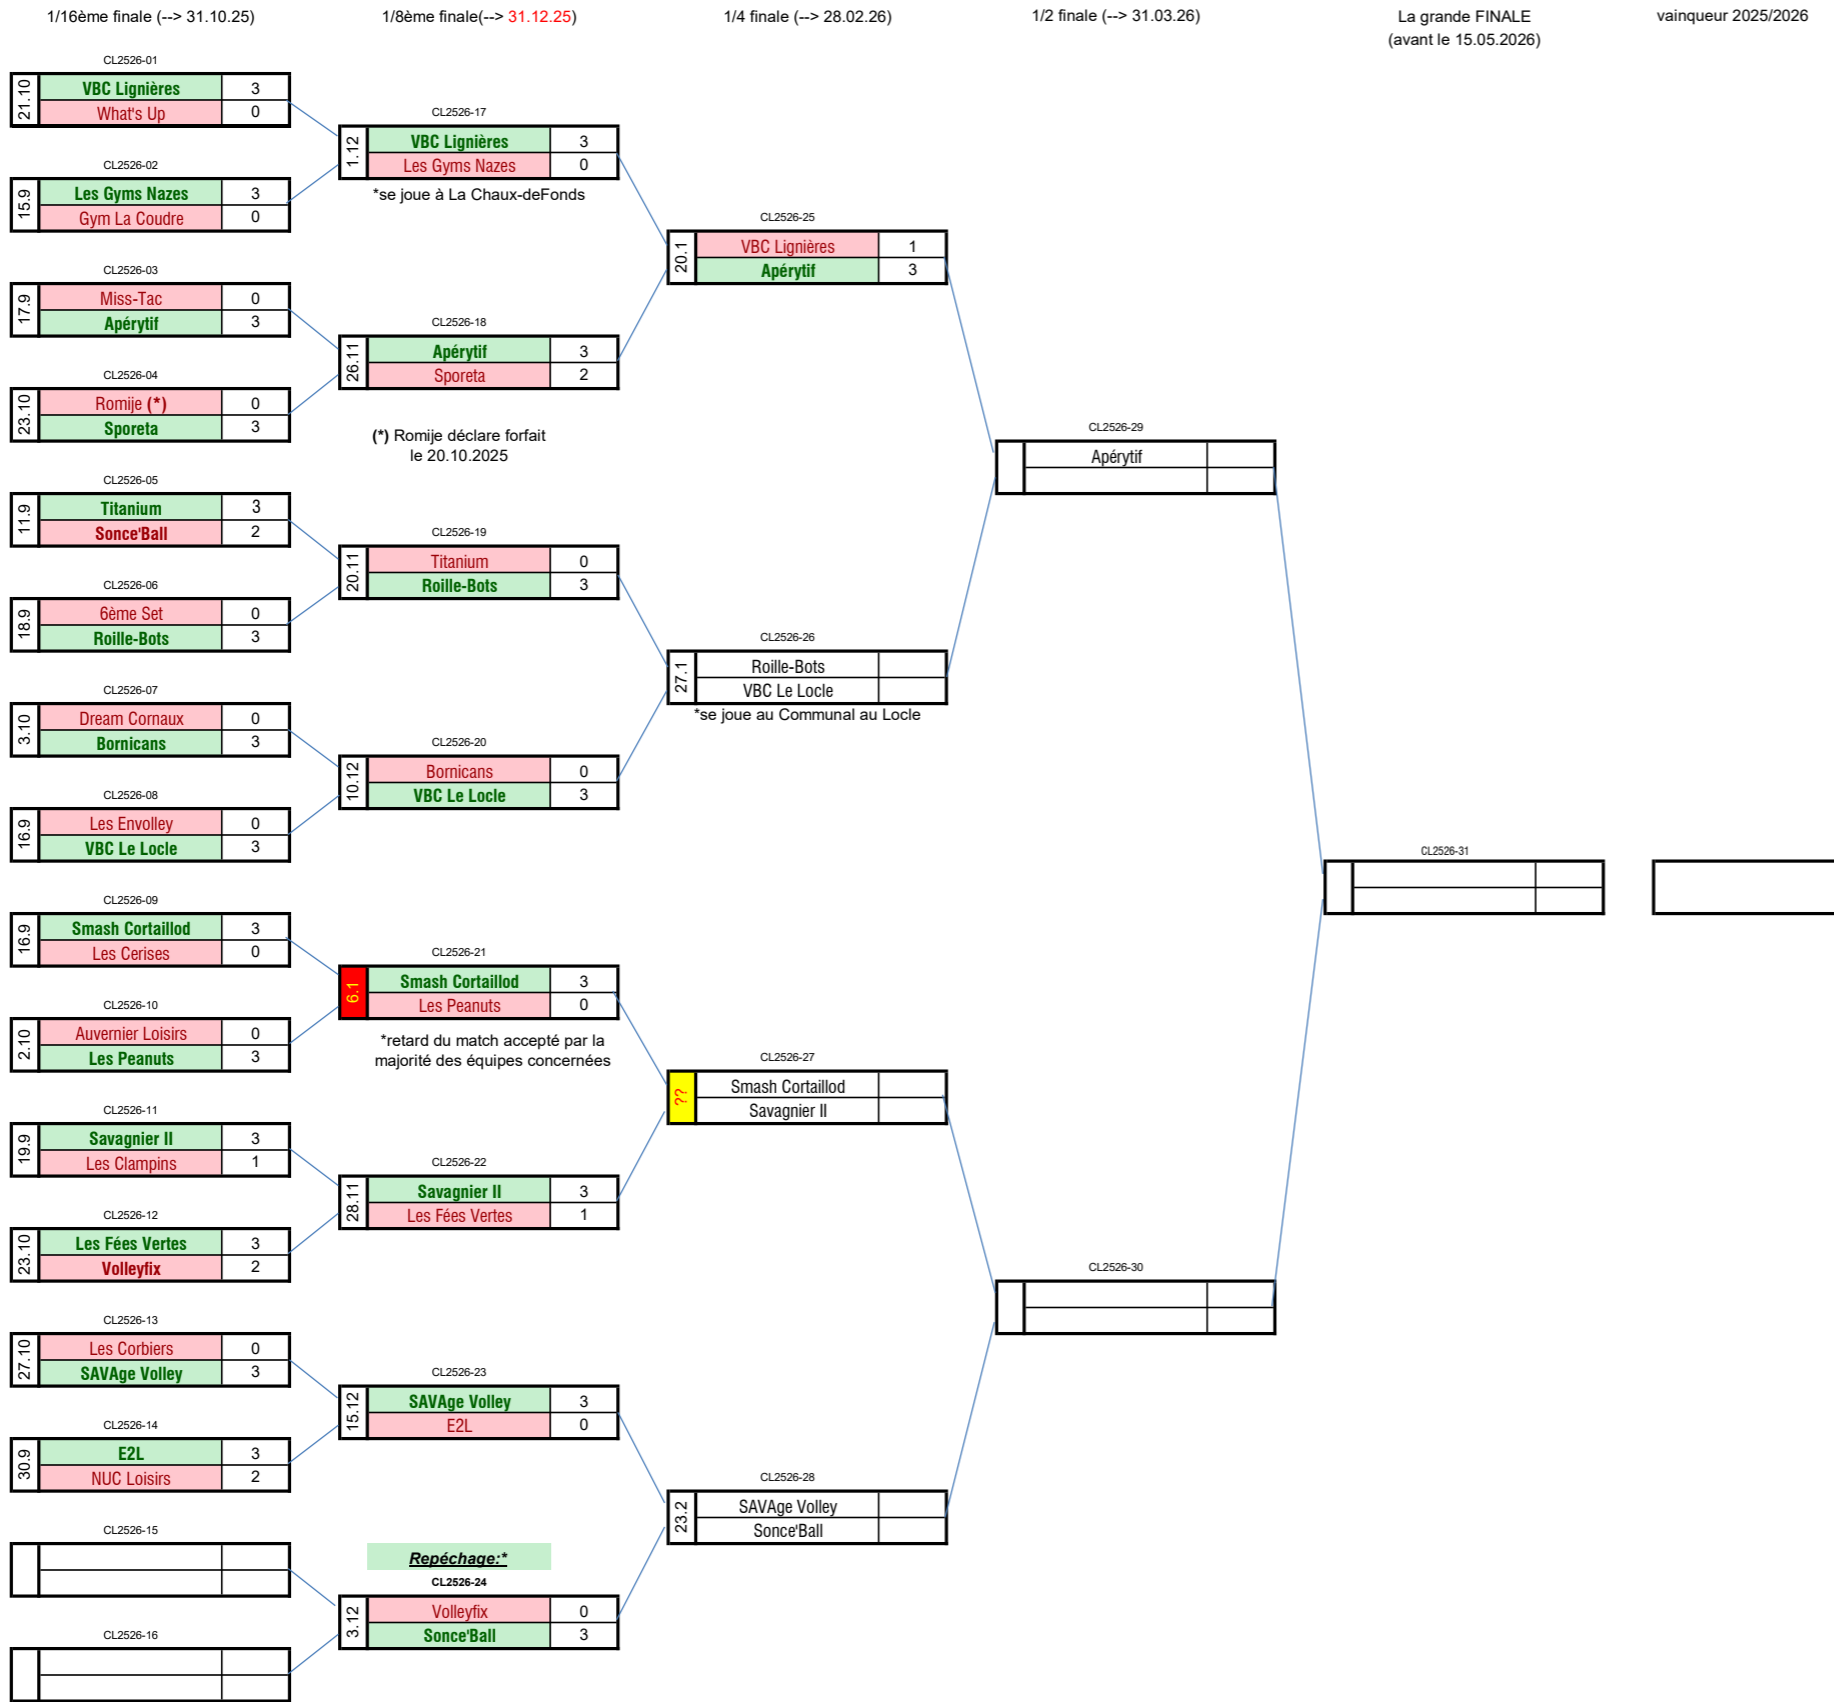 1/16ème finale (--> 31.10.25)
1/8ème finale(--> 31.12.25)
1/4 finale (--> 28.02.26)
1/2 finale (--> 31.03.26)
La grande FINALE
(avant le 15.05.2026)
vainqueur 2025/2026
CL2526-01
21.10
VBC Lignières 3
What's Up 0
CL2526-02
15.9
Les Gyms Nazes 3
Gym La Coudre 0
CL2526-03
17.9
Miss-Tac 0
Apérytif 3
CL2526-04
23.10
Romije (*) 0
Sporeta 3
CL2526-05
11.9
Titanium 3
Sonce'Ball 2
CL2526-06
18.9
6ème Set 0
Roille-Bots 3
CL2526-07
3.10
Dream Cornaux 0
Bornicans 3
CL2526-08
16.9
Les Envolley 0
VBC Le Locle 3
CL2526-09
16.9
Smash Cortaillod 3
Les Cerises 0
CL2526-10
2.10
Auvernier Loisirs 0
Les Peanuts 3
CL2526-11
19.9
Savagnier II 3
Les Clampins 1
CL2526-12
23.10
Les Fées Vertes 3
Volleyfix 2
CL2526-13
27.10
Les Corbiers 0
SAVAge Volley 3
CL2526-14
30.9
E2L 3
NUC Loisirs 2
CL2526-15
CL2526-16
CL2526-17
1.12
VBC Lignières 3
Les Gyms Nazes 0
*se joue à La Chaux-deFonds
CL2526-18
26.11
Apérytif 3
Sporeta 2
(*) Romije déclare forfait
le 20.10.2025
CL2526-19
20.11
Titanium 0
Roille-Bots 3
CL2526-20
10.12
Bornicans 0
VBC Le Locle 3
CL2526-21
6.1
Smash Cortaillod 3
Les Peanuts 0
*retard du match accepté par la
majorité des équipes concernées
CL2526-22
28.11
Savagnier II 3
Les Fées Vertes 1
CL2526-23
15.12
SAVAge Volley 3
E2L 0
Repéchage:*
CL2526-24
3.12
Volleyfix 0
Sonce'Ball 3
CL2526-25
20.1
VBC Lignières 1
Apérytif 3
CL2526-26
27.1
Roille-Bots
VBC Le Locle
*se joue au Communal au Locle
CL2526-27
??
Smash Cortaillod
Savagnier II
CL2526-28
23.2
SAVAge Volley
Sonce'Ball
CL2526-29
Apérytif
CL2526-30
CL2526-31